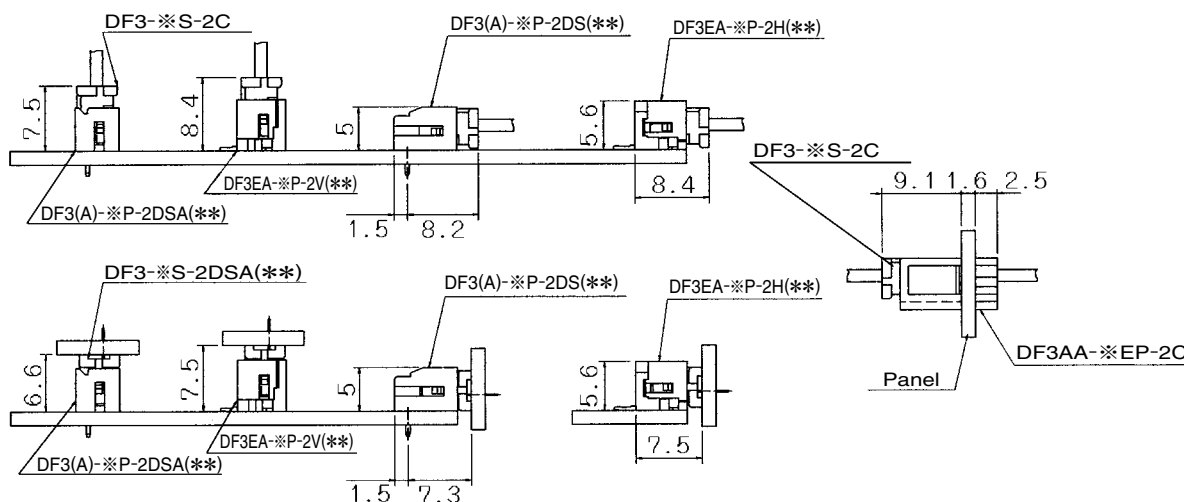 DF3-※S-2C
DF3(A)-※P-2DS(**)
DF3EA-※P-2H(**)
7.5
8.4
5
5.6
DF3EA-※P-2V(**)
DF3(A)-※P-2DSA(**)
1.5
8.2
8.4
DF3-※S-2C
9.1
1.6
2.5
DF3AA-※EP-2C
Panel
DF3-※S-2DSA(**)
DF3(A)-※P-2DS(**)
DF3EA-※P-2H(**)
6.6
7.5
5
5.6
DF3EA-※P-2V(**)
DF3(A)-※P-2DSA(**)
1.5
7.3
7.5